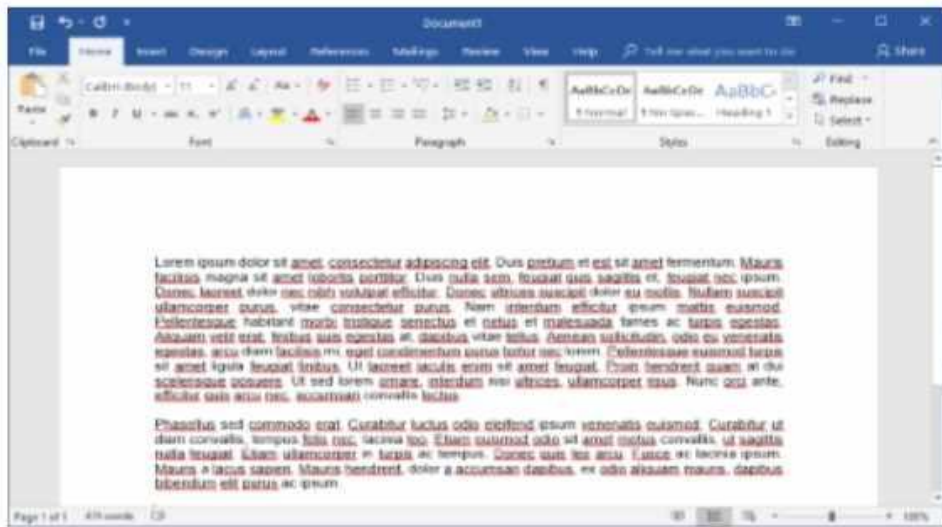 Document1
File Home Insert Design Layout References Mailings Review View Help Tell me what you want to do Share
Calibri (Body) 11 Aa AaBbCcDc AaBbCcDc AaBbC Find
Paste B I U ¶ Normal ¶ No Spac... Heading 1 Replace
Select
Clipboard Font Paragraph Styles Editing
Lorem ipsum dolor sit amet, consectetur adipiscing elit. Duis pretium et est sit amet fermentum. Mauris
facilisis magna sit amet lobortis porttitor. Duis nulla sem, feugiat quis sagittis et, feugiat nec ipsum.
Donec laoreet dolor nec nibh volutpat efficitur. Donec ultrices suscipit dolor eu mollis. Nullam suscipit
ullamcorper purus, vitae consectetur purus. Nam interdum efficitur ipsum mattis euismod.
Pellentesque habitant morbi tristique senectus et netus et malesuada fames ac turpis egestas.
Aliquam velit erat, finibus quis egestas at, dapibus vitae tellus. Aenean sollicitudin, odio eu venenatis
egestas, arcu diam facilisis mi, eget condimentum purus tortor nec lorem. Pellentesque euismod turpis
sit amet ligula feugiat finibus. Ut laoreet iaculis enim sit amet feugiat. Proin hendrerit quam at dui
scelerisque posuere. Ut sed lorem ornare, interdum nisi ultrices, ullamcorper risus. Nunc orci ante,
efficitur quis arcu nec, accumsan convallis lectus.
Phasellus sed commodo erat. Curabitur luctus odio eleifend ipsum venenatis euismod. Curabitur ut
diam convallis, tempus felis nec, lacinia leo. Etiam euismod odio sit amet metus convallis, ut sagittis
nulla feugiat. Etiam ullamcorper in turpis ac tempus. Donec quis leo arcu. Fusce ac lacinia ipsum.
Mauris a lacus sapien. Mauris hendrerit, dolor a accumsan dapibus, ex odio aliquam mauris, dapibus
bibendum elit purus ac ipsum.
Page 1 of 1 words 100%